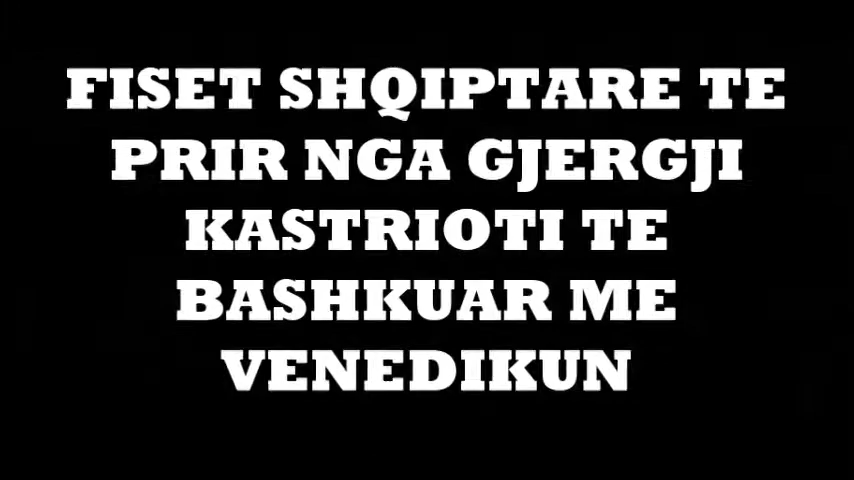 FISET SHQIPTARE TE
PRIR NGA GJERGJI
KASTRIOTI TE
BASHKUAR ME
VENEDIKUN